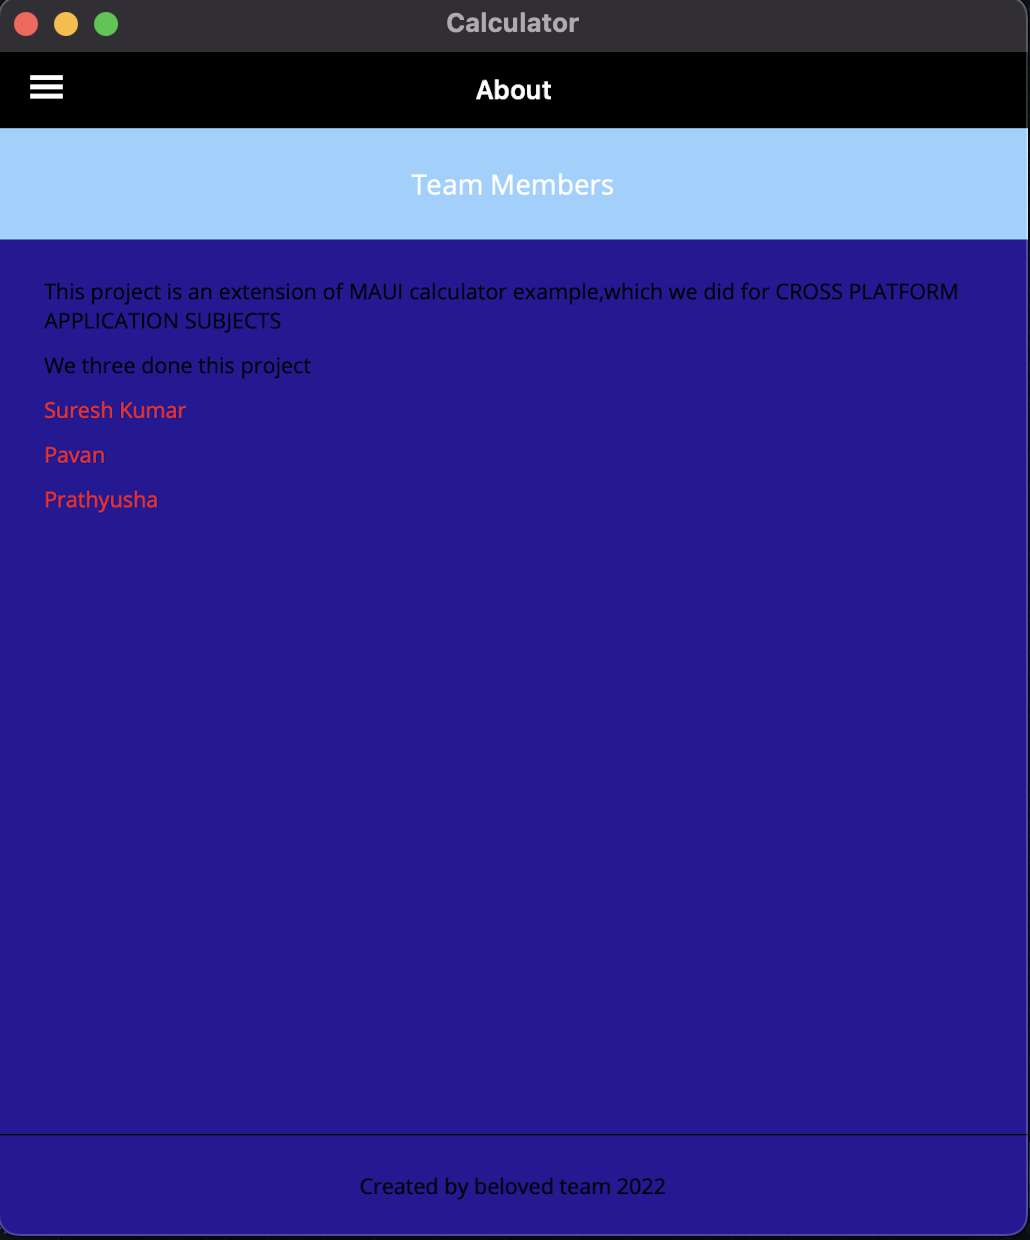 Calculator
About
Team Members
This project is an extension of MAUI calculator example,which we did for CROSS PLATFORM
APPLICATION SUBJECTS
We three done this project
Suresh Kumar
Pavan
Prathyusha
Created by beloved team 2022